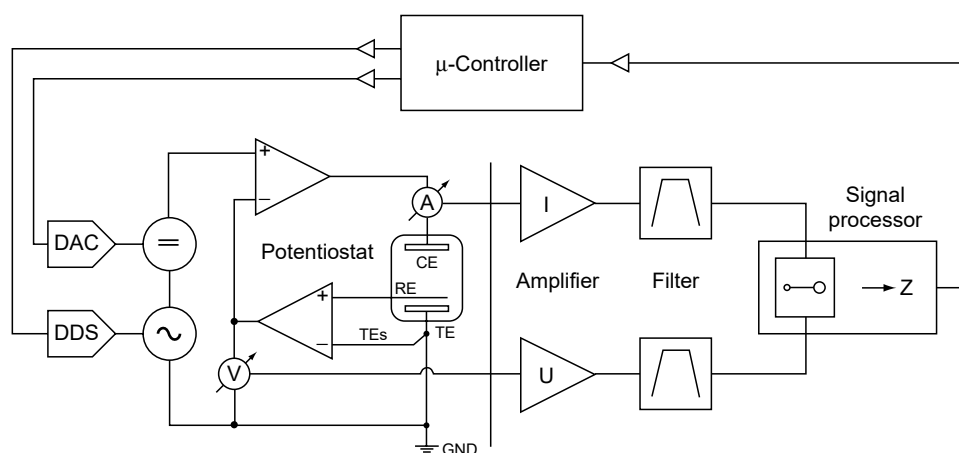 μ-Controller
+
−
A
I
Signal
processor
DAC
=
Potentiostat
CE
Amplifier
Filter
Z
RE
+
DDS
~
TEs
−
TE
V
U
GND